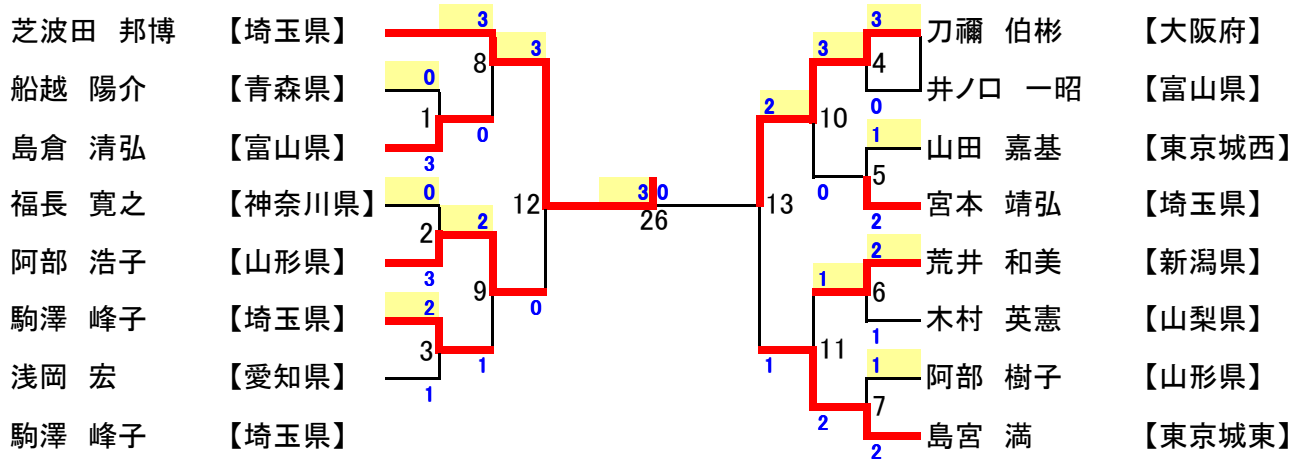 芝波田 邦博 【埼玉県】 3 3 3 3 刀禰 伯彬 【大阪府】
8 4
船越 陽介 【青森県】 0 2 0 井ノロ 一昭 【富山県】
1 0 10 1 山田 嘉基 【東京城西】
島倉 清弘 【富山県】 3 5
福長 寛之 【神奈川県】 0 12 3 0 13 0 2 宮本 靖弘 【埼玉県】
2 2 26 2
阿部 浩子 【山形県】 3 1 荒井 和美 【新潟県】
9 6
駒澤 峰子 【埼玉県】 2 0 1 木村 英憲 【山梨県】
3 1 1 11 1
浅岡 宏 【愛知県】 1 阿部 樹子 【山形県】
2 7
駒澤 峰子 【埼玉県】 2 島宮 満 【東京城東】